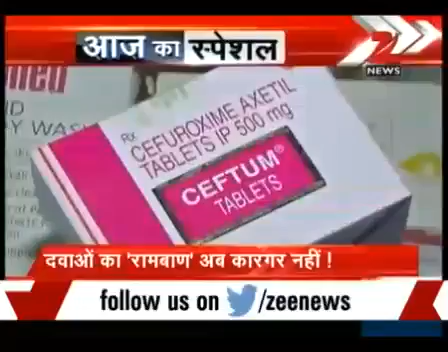 आज का स्पेशल
NEWS
Rx
CEFUROXIME AXETIL
TABLETS IP 500 mg
CEFTUM®
TABLETS
दवाओं का 'रामबाण' अब कारगर नहीं !
follow us on /zeenews